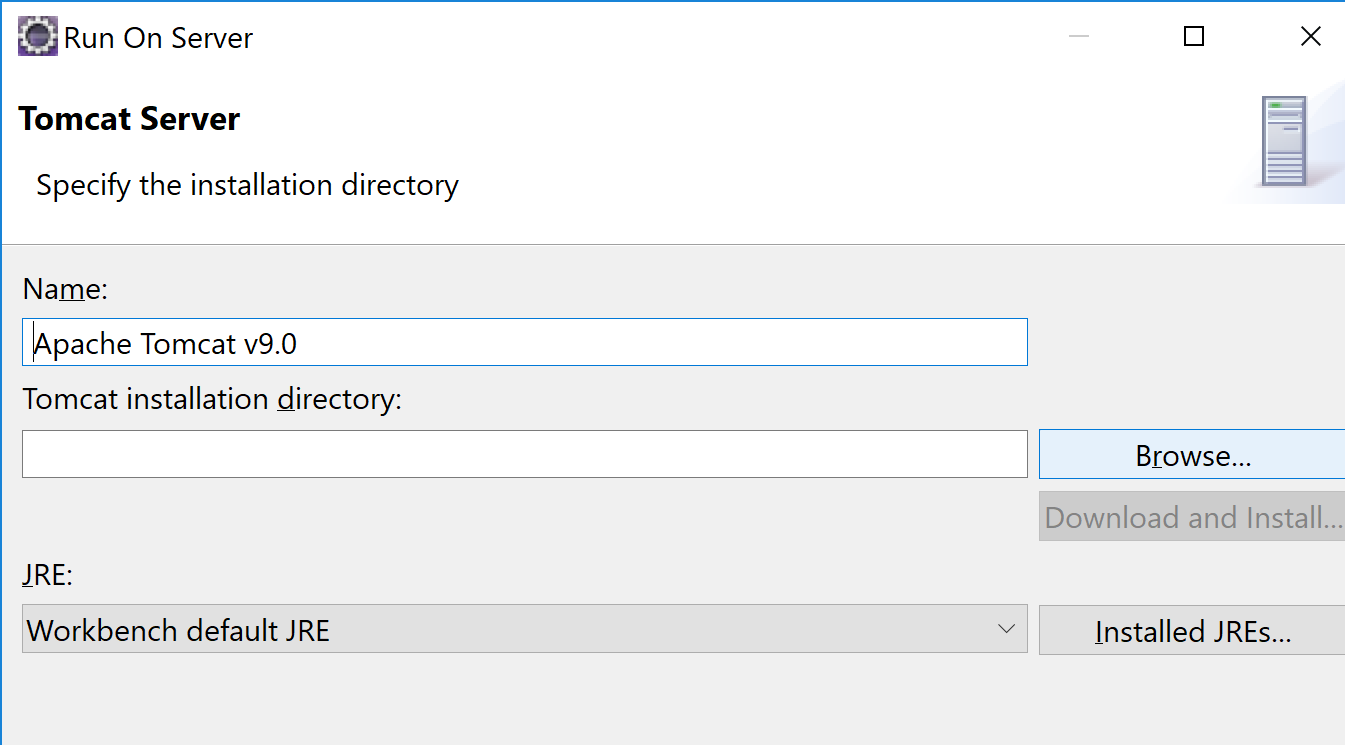 Run On Server
Tomcat Server
Specify the installation directory
Name:
Apache Tomcat v9.0
Tomcat installation directory:
Browse...
Download and Install...
JRE:
Workbench default JRE
Installed JREs...